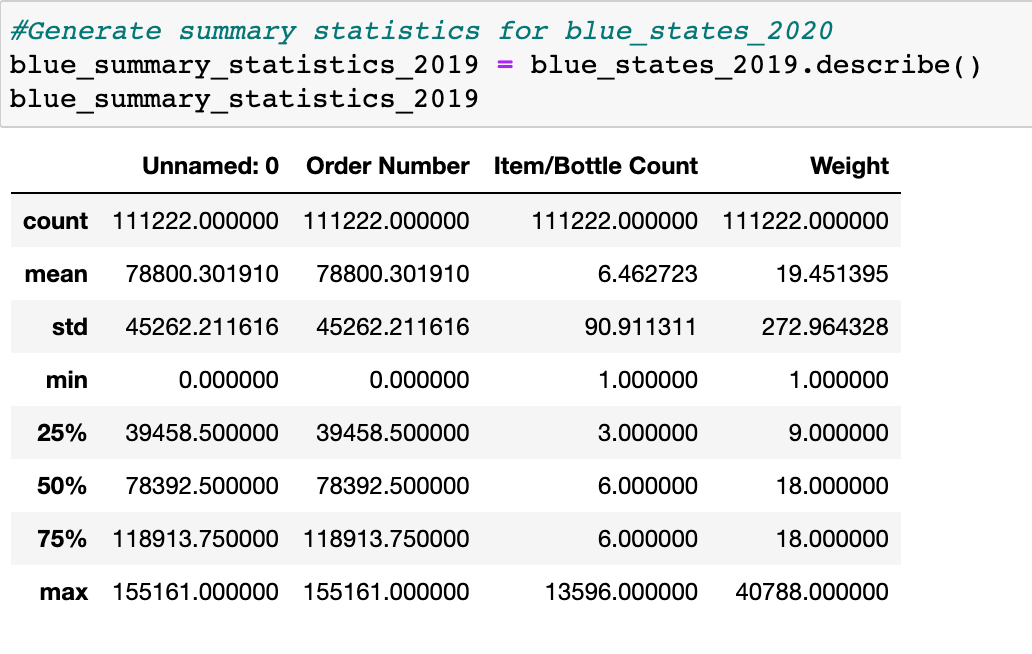 #Generate summary statistics for blue_states_2020
blue_summary_statistics_2019 = blue_states_2019.describe()
blue_summary_statistics_2019
Unnamed: 0 Order Number Item/Bottle Count Weight
count 111222.000000 111222.000000 111222.000000 111222.000000
mean 78800.301910 78800.301910 6.462723 19.451395
std 45262.211616 45262.211616 90.911311 272.964328
min 0.000000 0.000000 1.000000 1.000000
25% 39458.500000 39458.500000 3.000000 9.000000
50% 78392.500000 78392.500000 6.000000 18.000000
75% 118913.750000 118913.750000 6.000000 18.000000
max 155161.000000 155161.000000 13596.000000 40788.000000